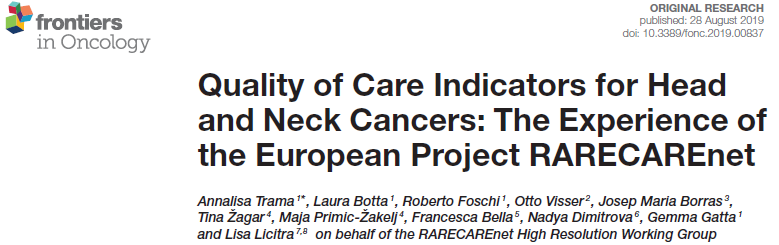 frontiers
in Oncology
ORIGINAL RESEARCH
published: 28 August 2019
doi: 10.3389/fonc.2019.00837
Quality of Care Indicators for Head
and Neck Cancers: The Experience of
the European Project RARECAREnet
Annalisa Trama 1*, Laura Botta 1, Roberto Foschi 1, Otto Visser 2, Josep Maria Borras 3,
Tina Žagar 4, Maja Primic-Žakelj 4, Francesca Bella 5, Nadya Dimitrova 6, Gemma Gatta 1
and Lisa Licitra 7,8 on behalf of the RARECAREnet High Resolution Working Group